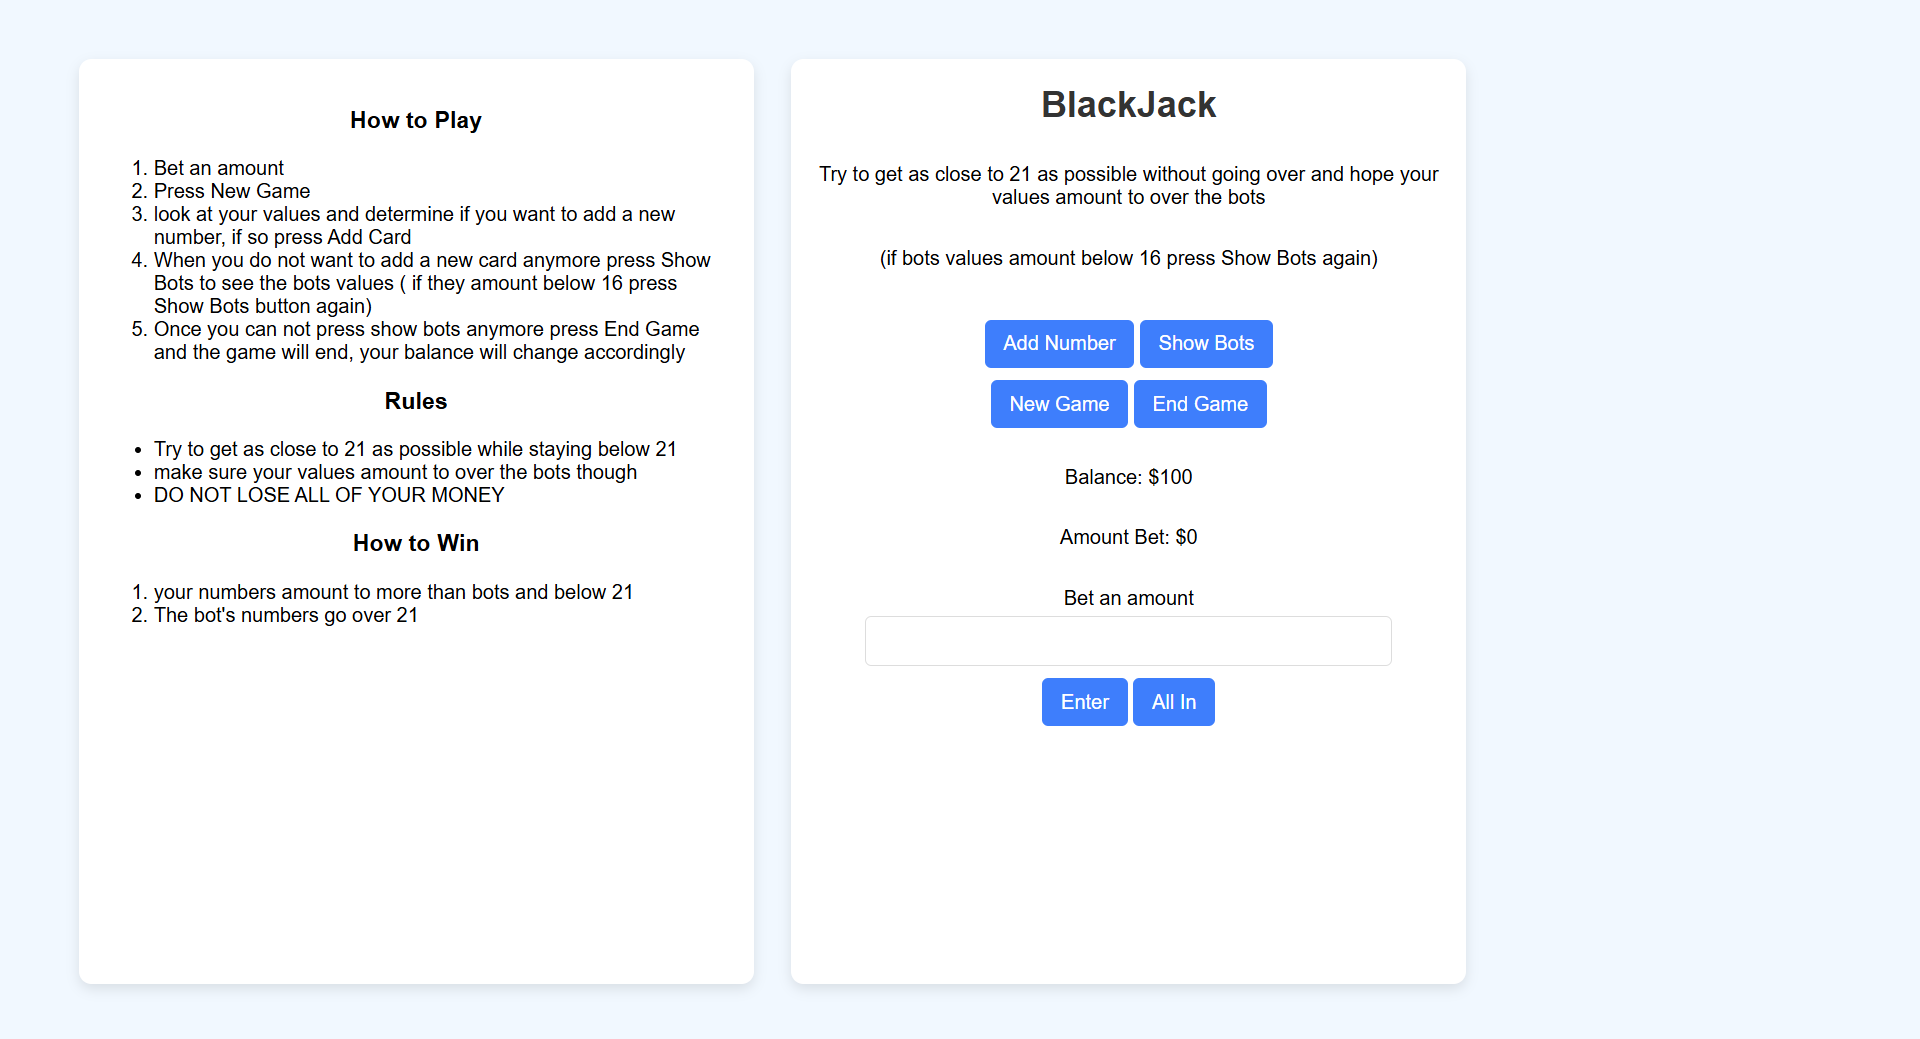 How to Play
1. Bet an amount
2. Press New Game
3. look at your values and determine if you want to add a new
number, if so press Add Card
4. When you do not want to add a new card anymore press Show
Bots to see the bots values ( if they amount below 16 press
Show Bots button again)
5. Once you can not press show bots anymore press End Game
and the game will end, your balance will change accordingly
Rules
• Try to get as close to 21 as possible while staying below 21
• make sure your values amount to over the bots though
• DO NOT LOSE ALL OF YOUR MONEY
How to Win
1. your numbers amount to more than bots and below 21
2. The bot's numbers go over 21
BlackJack
Try to get as close to 21 as possible without going over and hope your
values amount to over the bots
(if bots values amount below 16 press Show Bots again)
Add Number Show Bots
New Game End Game
Balance: $100
Amount Bet: $0
Bet an amount
Enter All In